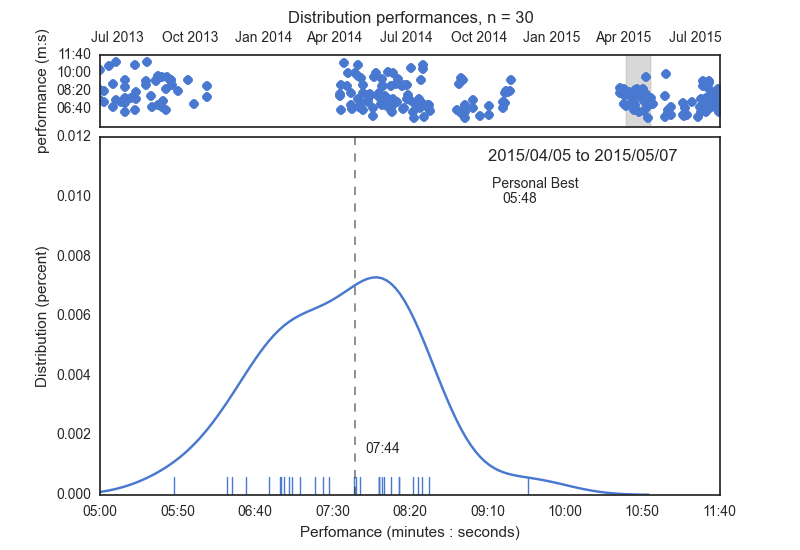 Distribution performances, n = 30
Jul 2013 Oct 2013 Jan 2014 Apr 2014 Jul 2014 Oct 2014 Jan 2015 Apr 2015 Jul 2015
performance (m:s)
11:40
10:00
08:20
06:40
0.012
0.010
0.008
0.006
0.004
0.002
0.000
Distribution (percent)
2015/04/05 to 2015/05/07
Personal Best
05:48
07:44
05:00 05:50 06:40 07:30 08:20 09:10 10:00 10:50 11:40
Perfomance (minutes : seconds)